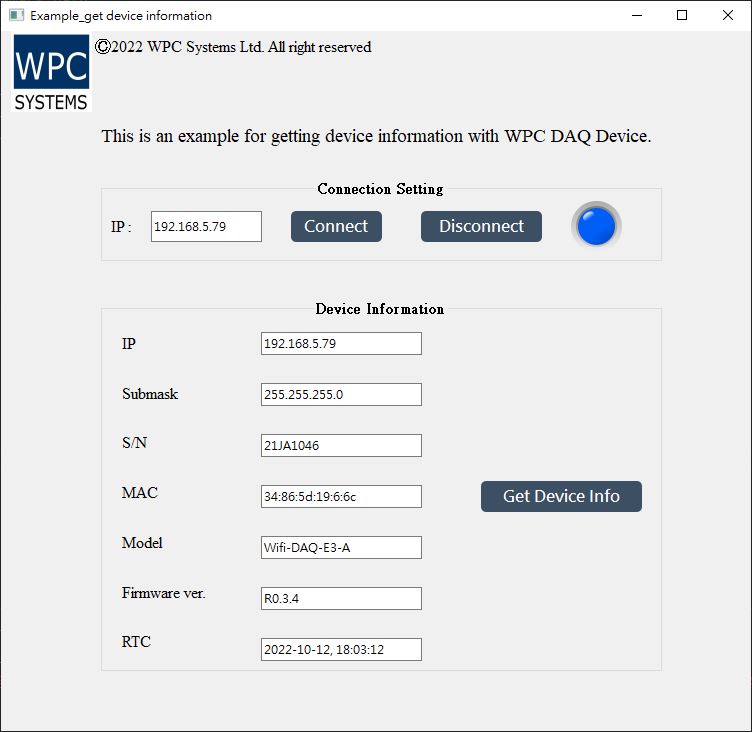 Example_get device information
WPC
SYSTEMS
©2022 WPC Systems Ltd. All right reserved
This is an example for getting device information with WPC DAQ Device.
Connection Setting
IP : 192.168.5.79 Connect Disconnect
Device Information
IP 192.168.5.79
Submask 255.255.255.0
S/N 21JA1046
MAC 34:86:5d:19:6:6c Get Device Info
Model Wifi-DAQ-E3-A
Firmware ver. R0.3.4
RTC 2022-10-12, 18:03:12